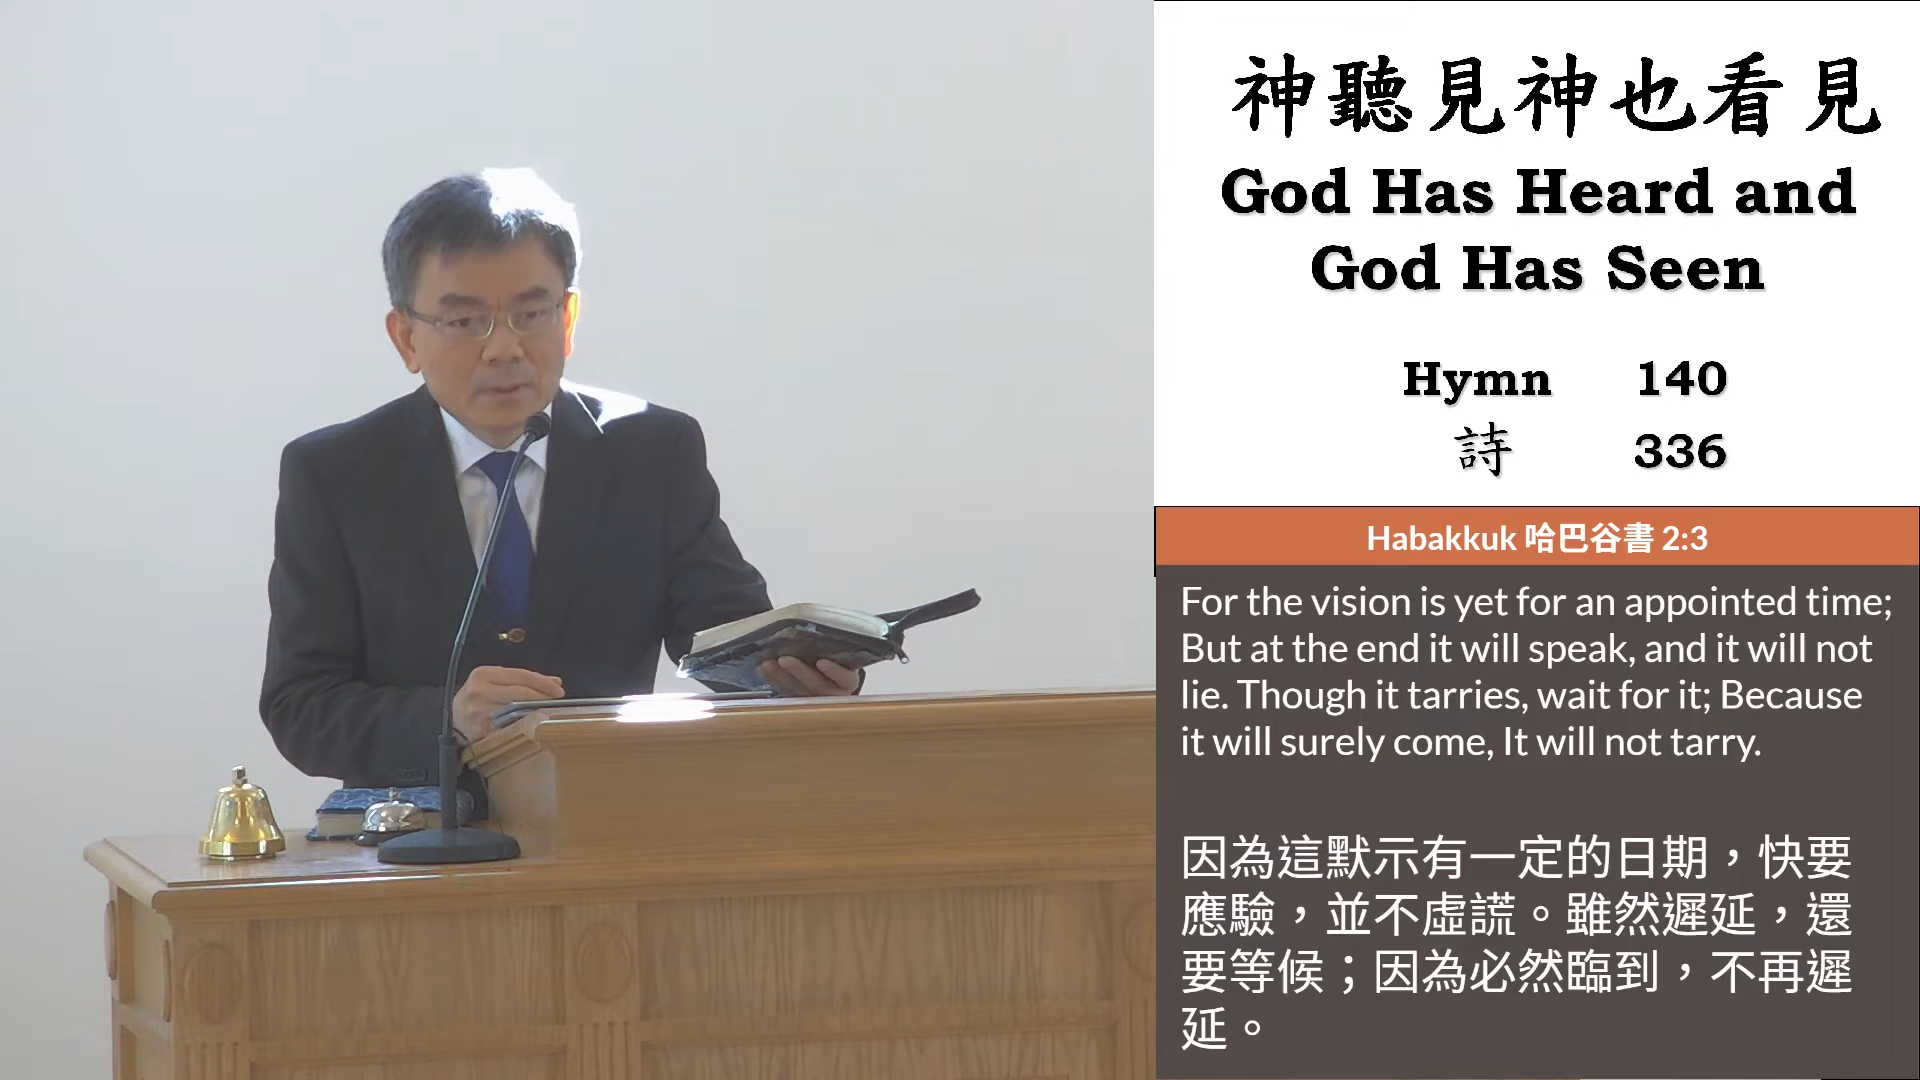 神聽見神也看見
God Has Heard and
God Has Seen
Hymn 140
詩 336
Habakkuk 哈巴谷書 2:3
For the vision is yet for an appointed time;
But at the end it will speak, and it will not
lie. Though it tarries, wait for it; Because
it will surely come, It will not tarry.
因為這默示有一定的日期，快要
應驗，並不虛謊。雖然遲延，還
要等候；因為必然臨到，不再遲
延。